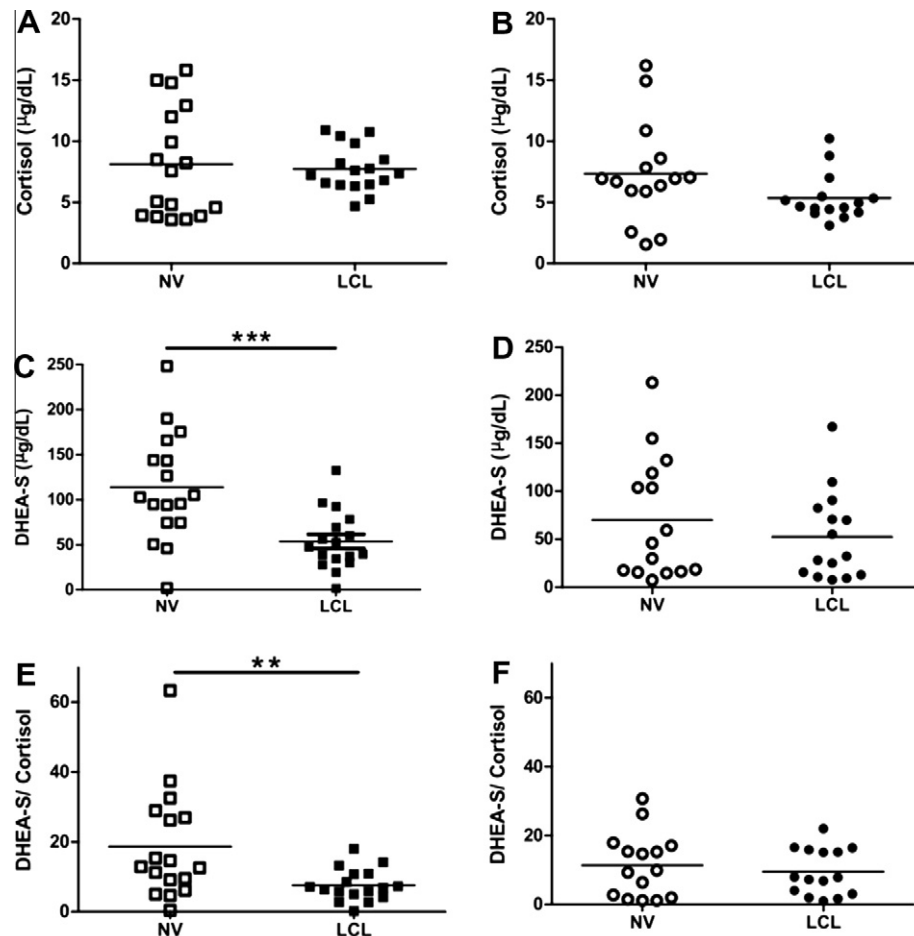 A
Cortisol (µg/dL)
20
15
10
5
0
NV LCL
B
Cortisol (µg/dL)
20
15
10
5
0
NV LCL
C
***
DHEA-S (µg/dL)
250
200
150
100
50
0
NV LCL
D
DHEA-S (µg/dL)
250
200
150
100
50
0
NV LCL
E
**
DHEA-S/ Cortisol
60
40
20
0
NV LCL
F
DHEA-S/ Cortisol
60
40
20
0
NV LCL